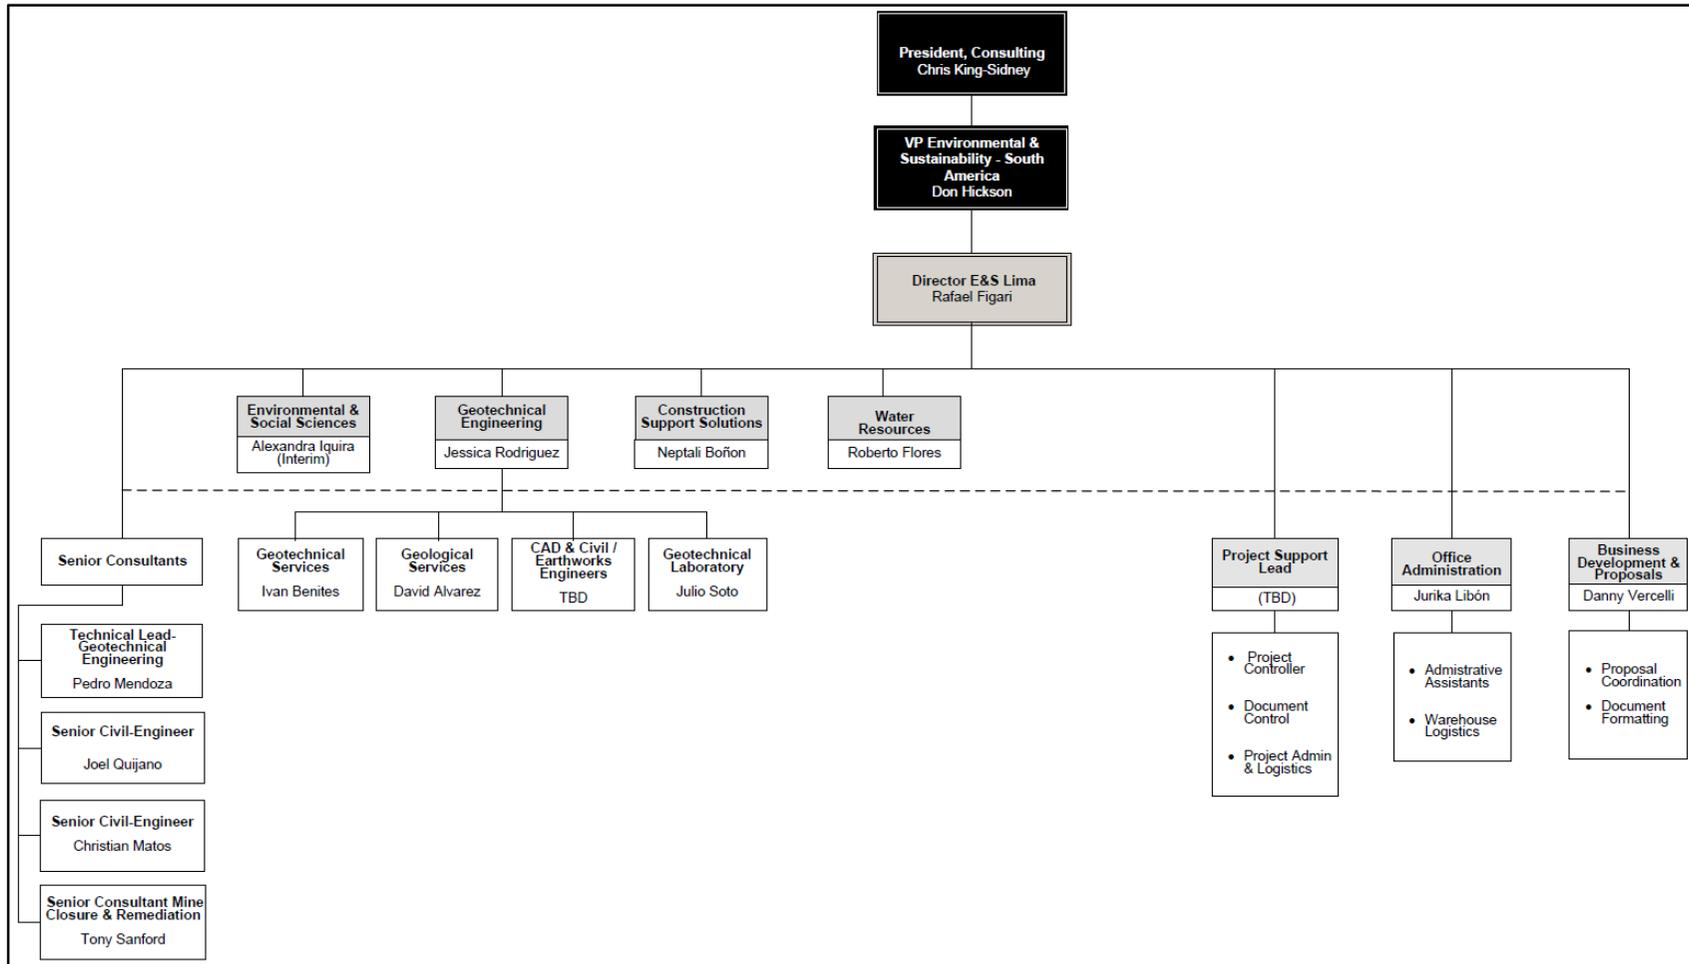 President, Consulting
Chris King-Sidney
VP Environmental &
Sustainability - South
America
Don Hickson
Director E&S Lima
Rafael Figari
Environmental &
Social Sciences
Alexandra Iquira
(Interim)
Geotechnical
Engineering
Jessica Rodriguez
Construction
Support Solutions
Neptali Boñon
Water
Resources
Roberto Flores
Senior Consultants
Geotechnical
Services
Ivan Benites
Geological
Services
David Alvarez
CAD & Civil /
Earthworks
Engineers
TBD
Geotechnical
Laboratory
Julio Soto
Project Support
Lead
(TBD)
Office
Administration
Jurika Libón
Business
Development &
Proposals
Danny Vercelli
Technical Lead-
Geotechnical
Engineering
Pedro Mendoza
Senior Civil-Engineer
Joel Quijano
Senior Civil-Engineer
Christian Matos
Senior Consultant Mine
Closure & Remediation
Tony Sanford
• Project
Controller
• Document
Control
• Project Admin
& Logistics
• Admistrative
Assistants
• Warehouse
Logistics
• Proposal
Coordination
• Document
Formatting